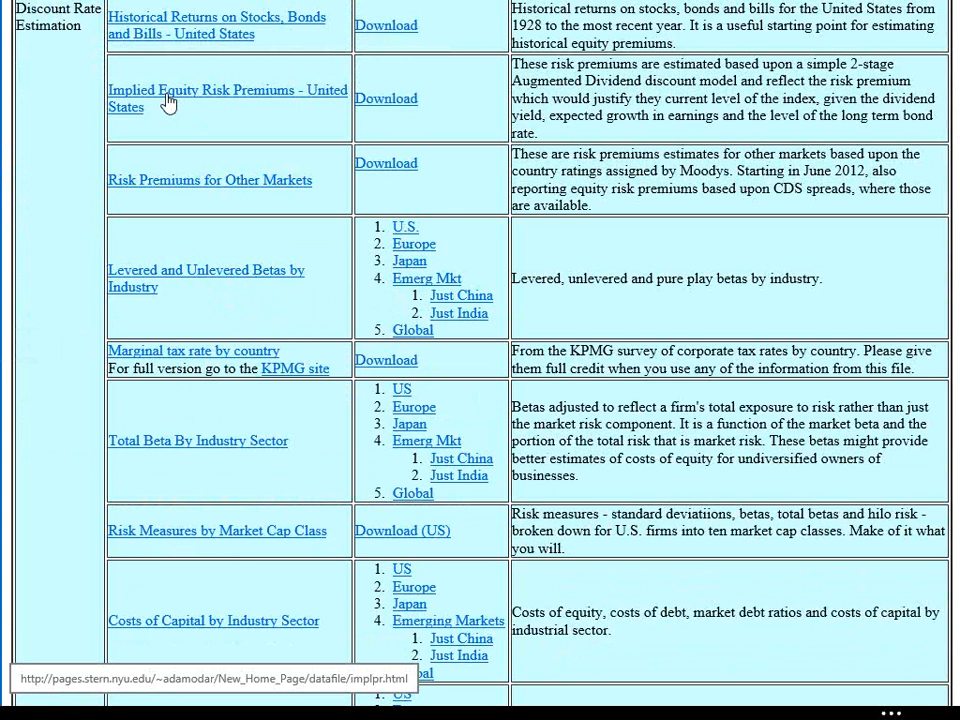 Discount Rate
Estimation
Historical Returns on Stocks, Bonds
and Bills - United States
Download
Historical returns on stocks, bonds and bills for the United States from
1928 to the most recent year. It is a useful starting point for estimating
historical equity premiums.
Implied Equity Risk Premiums - United
States
Download
These risk premiums are estimated based upon a simple 2-stage
Augmented Dividend discount model and reflect the risk premium
which would justify they current level of the index, given the dividend
yield, expected growth in earnings and the level of the long term bond
rate.
Risk Premiums for Other Markets
Download
These are risk premiums estimates for other markets based upon the
country ratings assigned by Moodys. Starting in June 2012, also
reporting equity risk premiums based upon CDS spreads, where those
are available.
Levered and Unlevered Betas by
Industry
1. U.S.
2. Europe
3. Japan
4. Emerg Mkt
1. Just China
2. Just India
5. Global
Levered, unlevered and pure play betas by industry.
Marginal tax rate by country
For full version go to the KPMG site
Download
From the KPMG survey of corporate tax rates by country. Please give
them full credit when you use any of the information from this file.
Total Beta By Industry Sector
1. US
2. Europe
3. Japan
4. Emerg Mkt
1. Just China
2. Just India
5. Global
Betas adjusted to reflect a firm's total exposure to risk rather than just
the market risk component. It is a function of the market beta and the
portion of the total risk that is market risk. These betas might provide
better estimates of costs of equity for undiversified owners of
businesses.
Risk Measures by Market Cap Class
Download (US)
Risk measures - standard deviatiions, betas, total betas and hilo risk -
broken down for U.S. firms into ten market cap classes. Make of it what
you will.
Costs of Capital by Industry Sector
1. US
2. Europe
3. Japan
4. Emerging Markets
1. Just China
2. Just India
Costs of equity, costs of debt, market debt ratios and costs of capital by
industrial sector.
http://pages.stern.nyu.edu/~adamodar/New_Home_Page/datafile/implpr.html
1. US